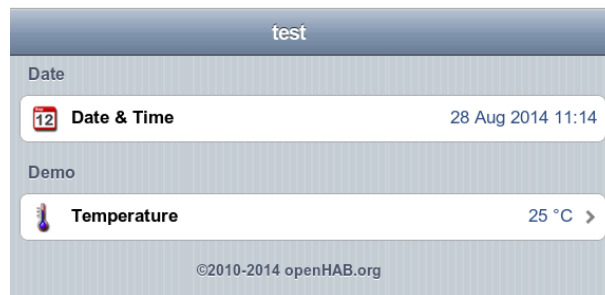 test
Date
12 Date & Time 28 Aug 2014 11:14
Demo
Temperature 25 °C
©2010-2014 openHAB.org